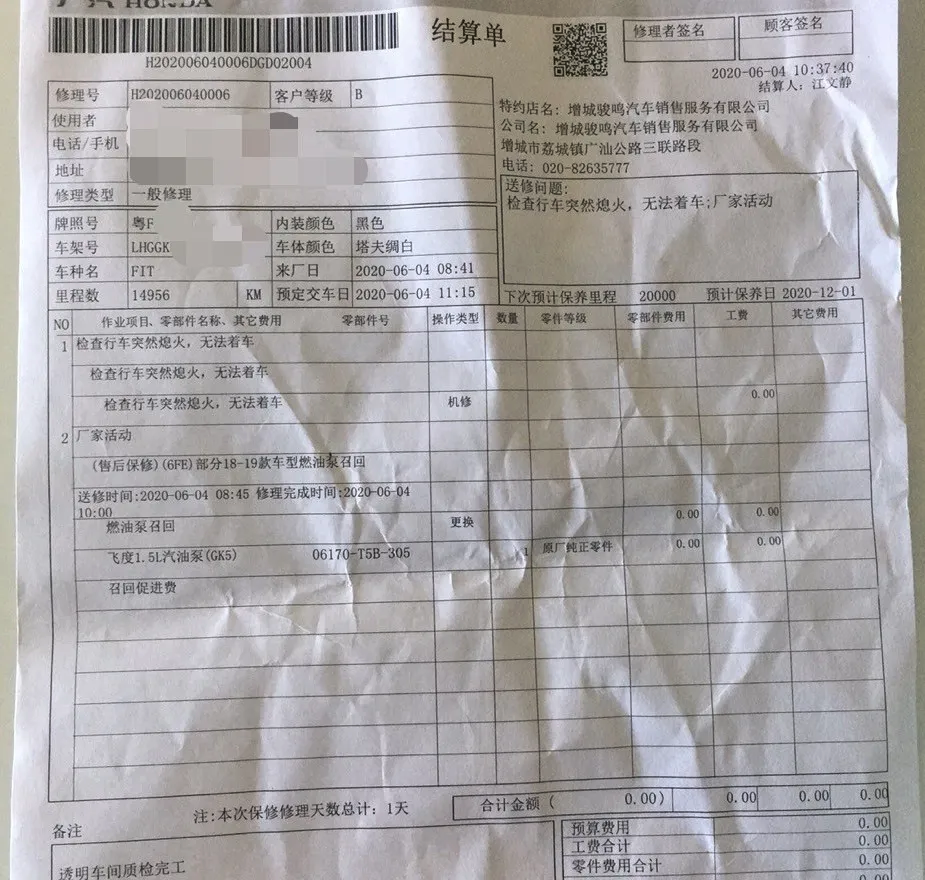 HONDA
结算单
修理者签名 顾客签名
H202006040006DGD02004
2020-06-04 10:37:40
结算人: 江文静
修理号 H202006040006 客户等级 B
使用者
电话/手机
地址
修理类型 一般修理
特约店名: 增城骏鸣汽车销售服务有限公司
公司名: 增城骏鸣汽车销售服务有限公司
增城市荔城镇广汕公路三联路段
电话: 020-82635777
送修问题:
检查行车突然熄火, 无法着车;厂家活动
牌照号 粤F 内装颜色 黑色
车架号 LHGGK 车体颜色 塔夫绸白
车种名 FIT 来厂日 2020-06-04 08:41
里程数 14956 KM 预定交车日 2020-06-04 11:15
下次预计保养里程 20000 预计保养日 2020-12-01
NO 作业项目、零部件名称、其它费用 零部件号 操作类型 数量 零件等级 零部件费用 工费 其它费用
1 检查行车突然熄火, 无法着车
检查行车突然熄火, 无法着车
检查行车突然熄火, 无法着车 机修 0.00
2 厂家活动
(售后保修)(6FE)部分18-19款车型燃油泵召回
送修时间:2020-06-04 08:45 修理完成时间:2020-06-04
10:00
燃油泵召回 更换 0.00 0.00
飞度1.5L汽油泵(GK5) 06170-T5B-305 1 原厂纯正零件 0.00 0.00
召回促进费
注:本次保修修理天数总计: 1天
合计金额( 0.00) 0.00 0.00 0.00
备注
透明车间质检完工
预算费用 0.00
工费合计 0.00
零件费用合计 0.00